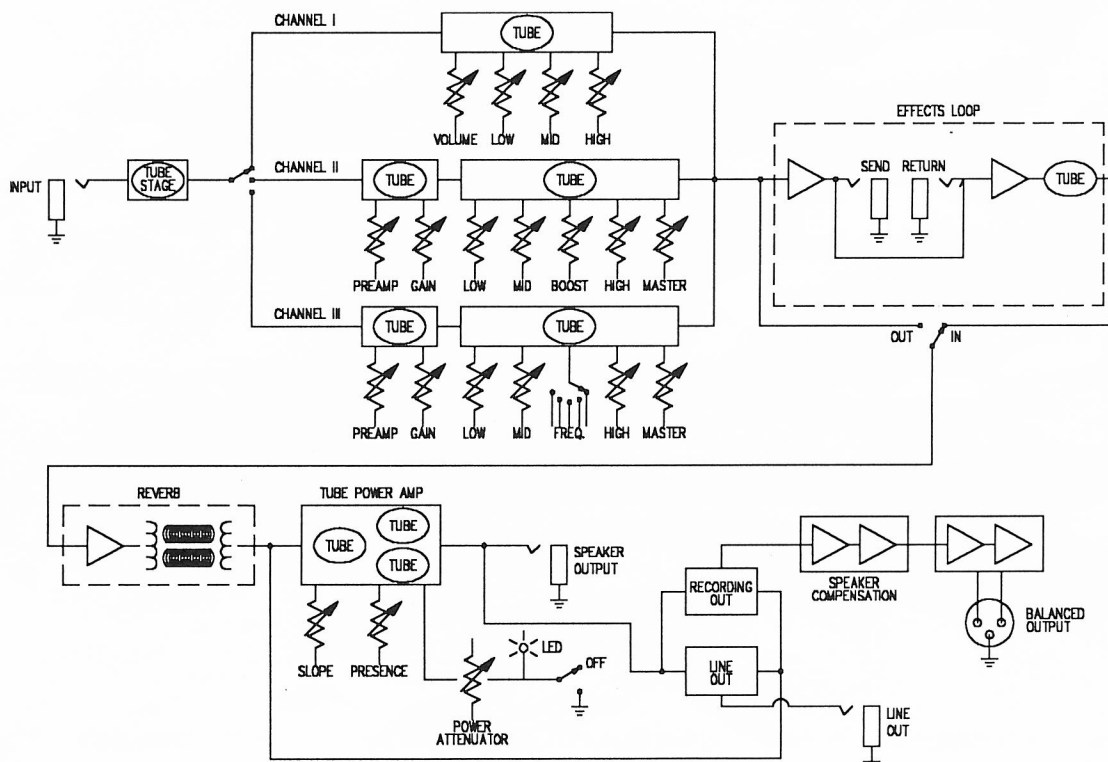 CHANNEL I
TUBE
VOLUME LOW MID HIGH
EFFECTS LOOP
INPUT
TUBE
STAGE
CHANNEL II
TUBE TUBE
SEND RETURN
TUBE
PREAMP GAIN LOW MID BOOST HIGH MASTER
CHANNEL III
TUBE TUBE
OUT IN
PREAMP GAIN LOW MID FREQ. HIGH MASTER
REVERB
TUBE POWER AMP
TUBE
TUBE
TUBE
SPEAKER
OUTPUT
SLOPE PRESENCE
LED
OFF
POWER
ATTENUATOR
RECORDING
OUT
LINE
OUT
SPEAKER
COMPENSATION
BALANCED
OUTPUT
LINE
OUT